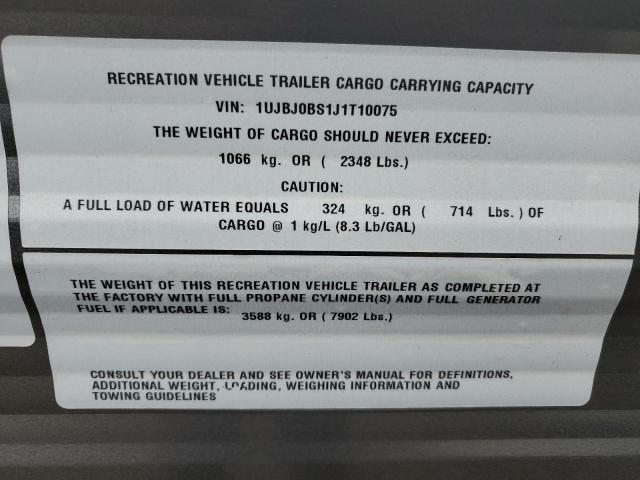 RECREATION VEHICLE TRAILER CARGO CARRYING CAPACITY
VIN: 1UJBJ0BS1J1T10075
THE WEIGHT OF CARGO SHOULD NEVER EXCEED:
1066 kg. OR ( 2348 Lbs.)
CAUTION:
A FULL LOAD OF WATER EQUALS 324 kg. OR ( 714 Lbs. ) OF
CARGO @ 1 kg/L (8.3 Lb/GAL)
THE WEIGHT OF THIS RECREATION VEHICLE TRAILER AS COMPLETED AT
THE FACTORY WITH FULL PROPANE CYLINDER(S) AND FULL GENERATOR
FUEL IF APPLICABLE IS: 3588 kg. OR ( 7902 Lbs.)
CONSULT YOUR DEALER AND SEE OWNER'S MANUAL FOR DEFINITIONS,
ADDITIONAL WEIGHT, LOADING, WEIGHING INFORMATION AND
TOWING GUIDELINES